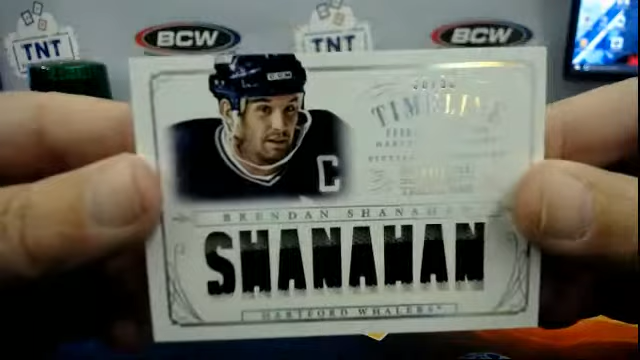 TNT
BCW
TNT
BCW
TIMELINE
C
BRENDAN SHANAHAN
SHANAHAN
HARTFORD WHALERS